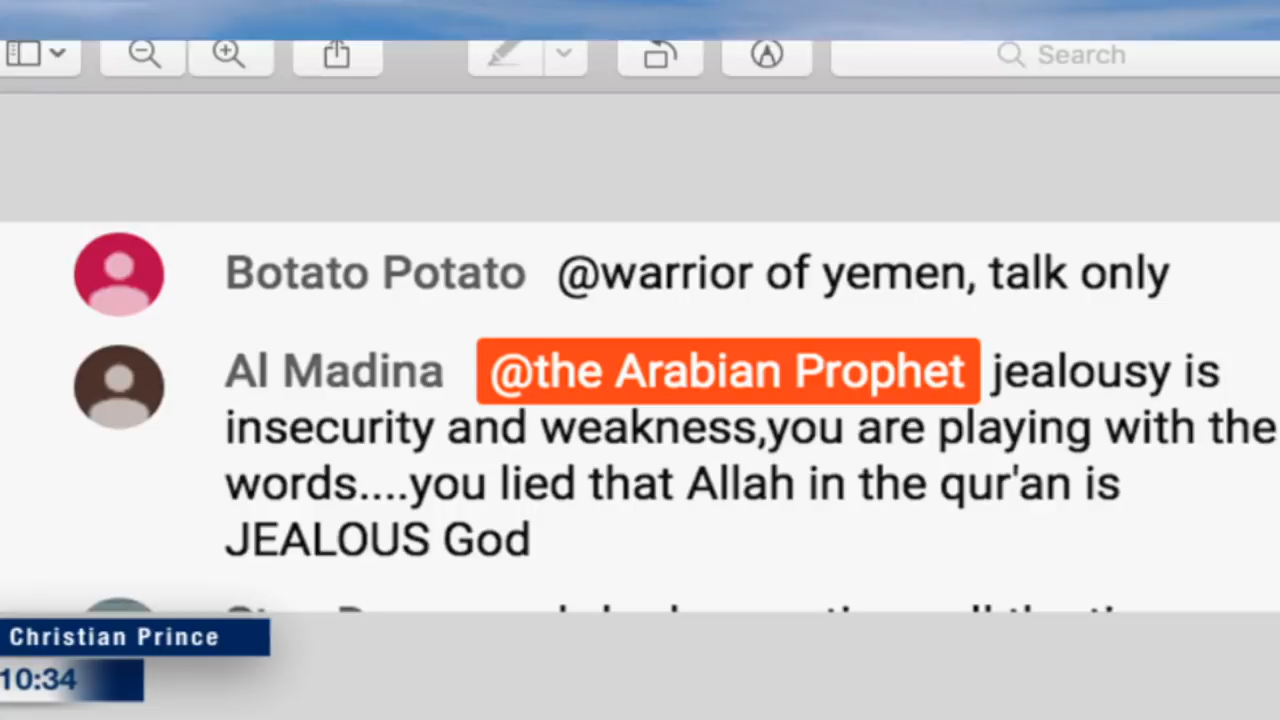 Search
Botato Potato @warrior of yemen, talk only
Al Madina @the Arabian Prophet jealousy is
insecurity and weakness,you are playing with the
words....you lied that Allah in the qur'an is
JEALOUS God
Christian Prince
10:34